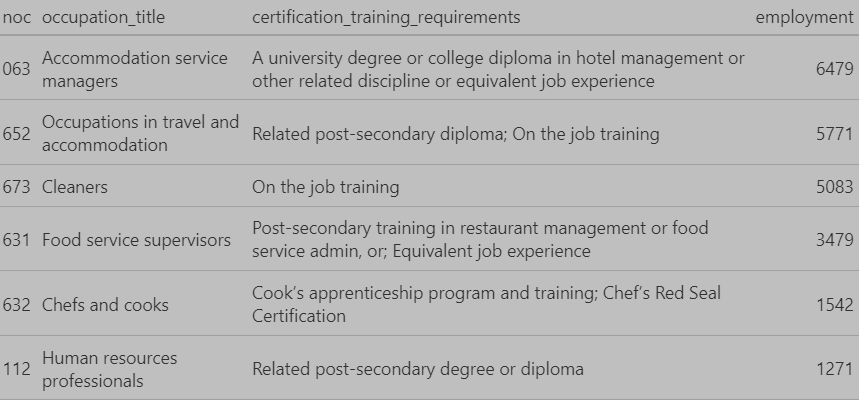 noc occupation_title certification_training_requirements employment
063 Accommodation service managers A university degree or college diploma in hotel management or other related discipline or equivalent job experience 6479
652 Occupations in travel and accommodation Related post-secondary diploma; On the job training 5771
673 Cleaners On the job training 5083
631 Food service supervisors Post-secondary training in restaurant management or food service admin, or; Equivalent job experience 3479
632 Chefs and cooks Cook's apprenticeship program and training; Chef's Red Seal Certification 1542
112 Human resources professionals Related post-secondary degree or diploma 1271